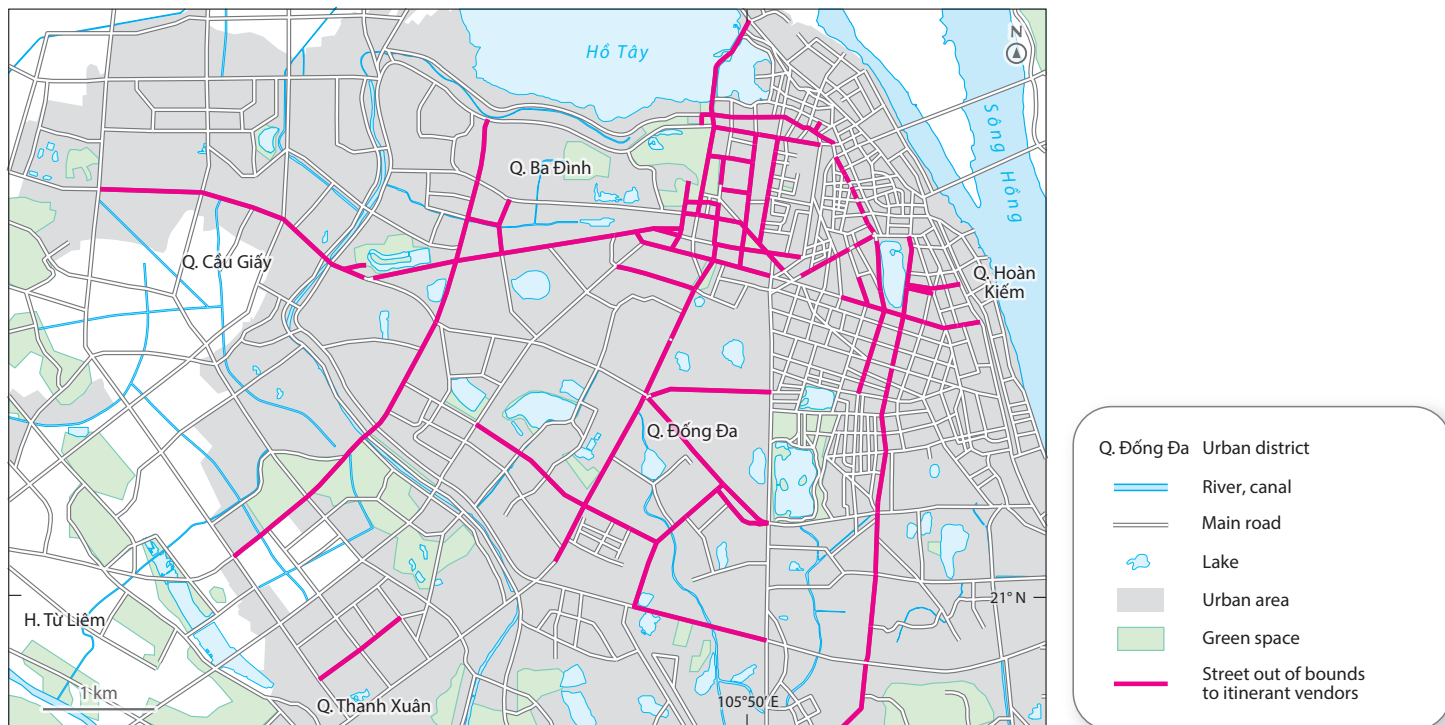 Hồ Tây
N
Sông Hồng
Q. Ba Đình
Q. Cầu Giấy
Q. Hoàn
Kiếm
Q. Đống Đa
21° N
H. Từ Liêm
1 km
105°50' E
Q. Thanh Xuân
Q. Đống Đa Urban district
River, canal
Main road
Lake
Urban area
Green space
Street out of bounds
to itinerant vendors